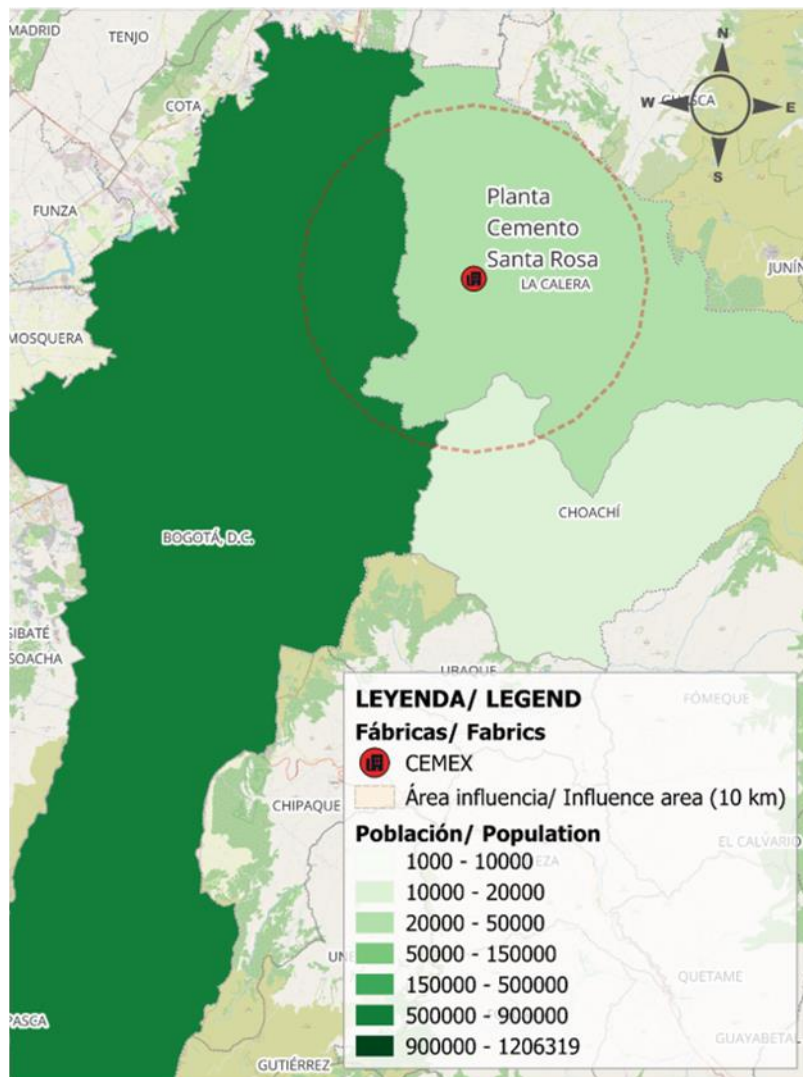 MADRID
TENJO
N
COTA
W
E
S
Planta
FUNZA
Cemento
Santa Rosa
LA CALERA
JUNÍN
MOSQUERA
CHOACHÍ
BOGOTÁ, D.C.
SIBATÉ
SOACHA
UBAQUE
LEYENDA/ LEGEND
FÓMEQUE
Fábricas/ Fabrics
CEMEX
Área influencia/ Influence area (10 km)
CHIPAQUE
Población/ Population
EL CALVARIO
1000 - 10000
10000 - 20000
20000 - 50000
50000 - 150000
150000 - 500000
QUETAME
500000 - 900000
PASCA
900000 - 1206319
GUAYABETAL
GUTIÉRREZ